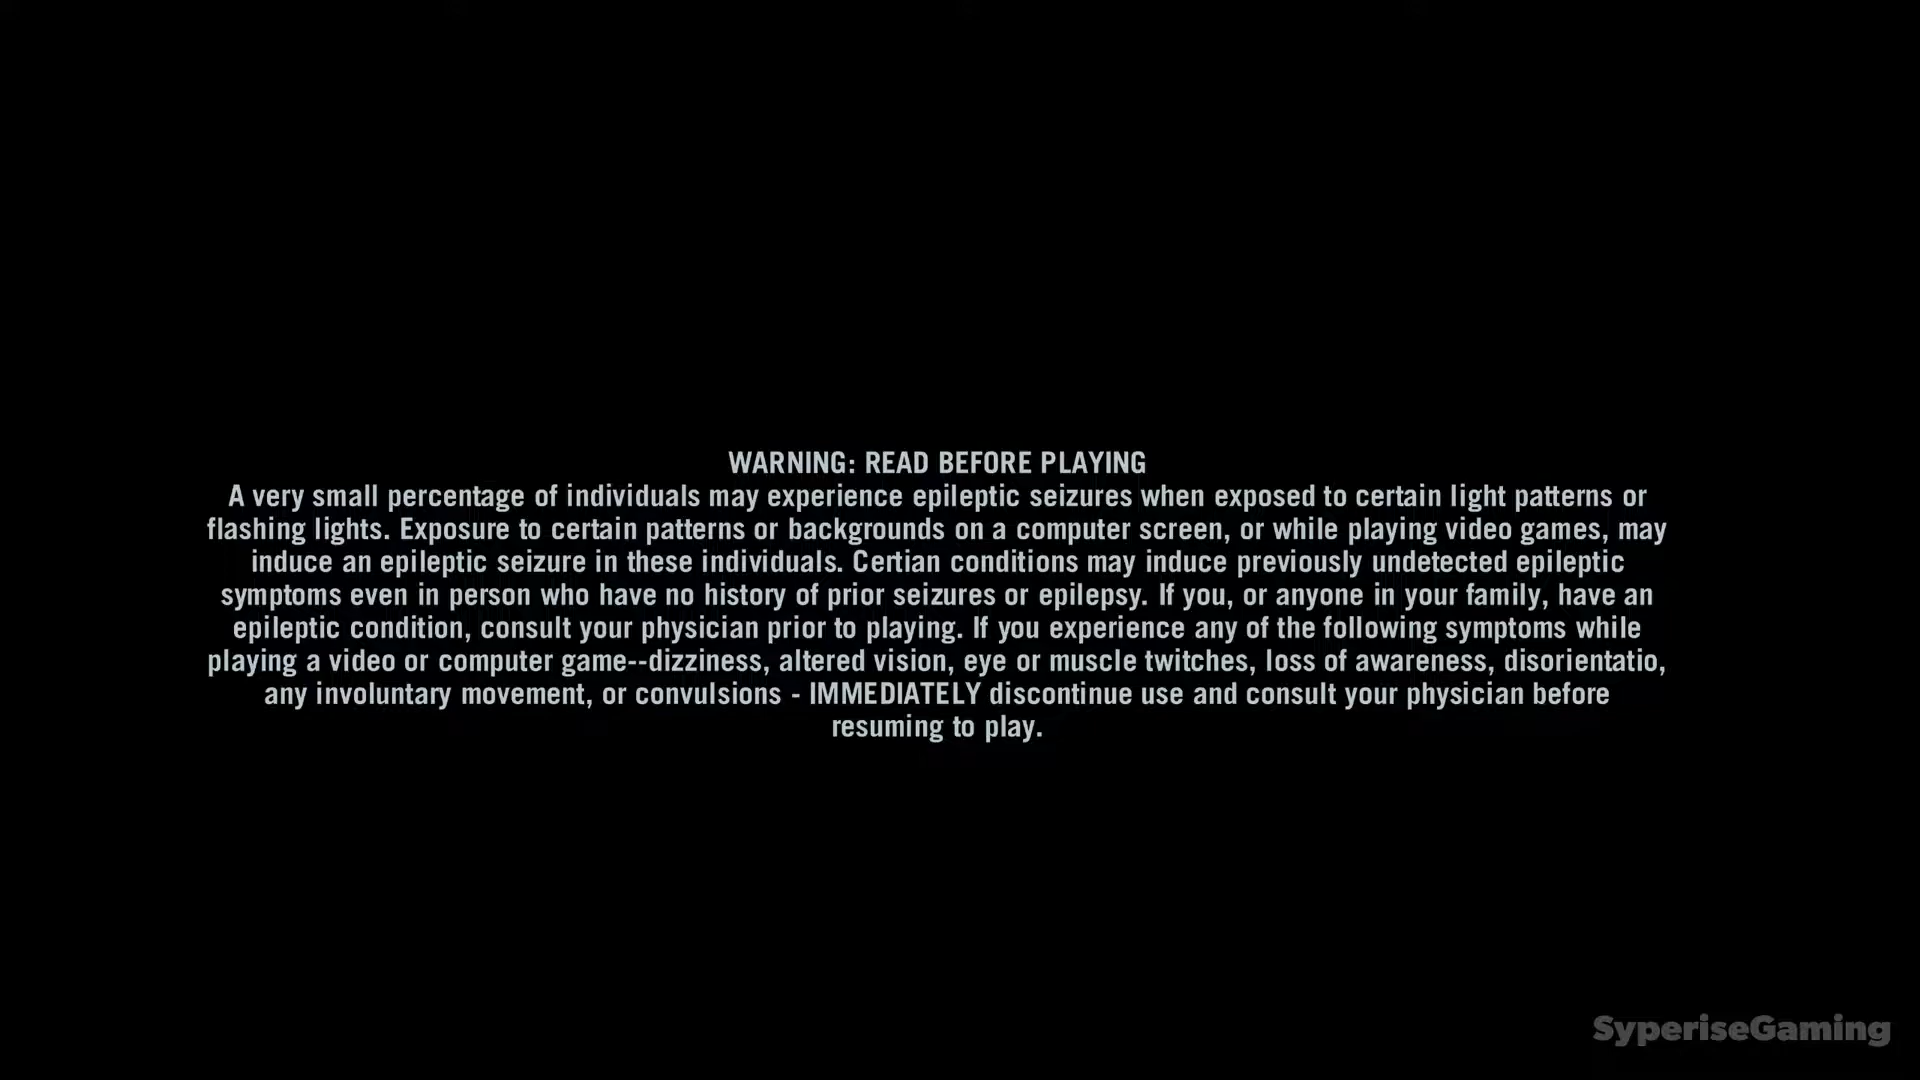 WARNING: READ BEFORE PLAYING
A very small percentage of individuals may experience epileptic seizures when exposed to certain light patterns or
flashing lights. Exposure to certain patterns or backgrounds on a computer screen, or while playing video games, may
induce an epileptic seizure in these individuals. Certian conditions may induce previously undetected epileptic
symptoms even in person who have no history of prior seizures or epilepsy. If you, or anyone in your family, have an
epileptic condition, consult your physician prior to playing. If you experience any of the following symptoms while
playing a video or computer game--dizziness, altered vision, eye or muscle twitches, loss of awareness, disorientatio,
any involuntary movement, or convulsions - IMMEDIATELY discontinue use and consult your physician before
resuming to play.
SyperiseGaming